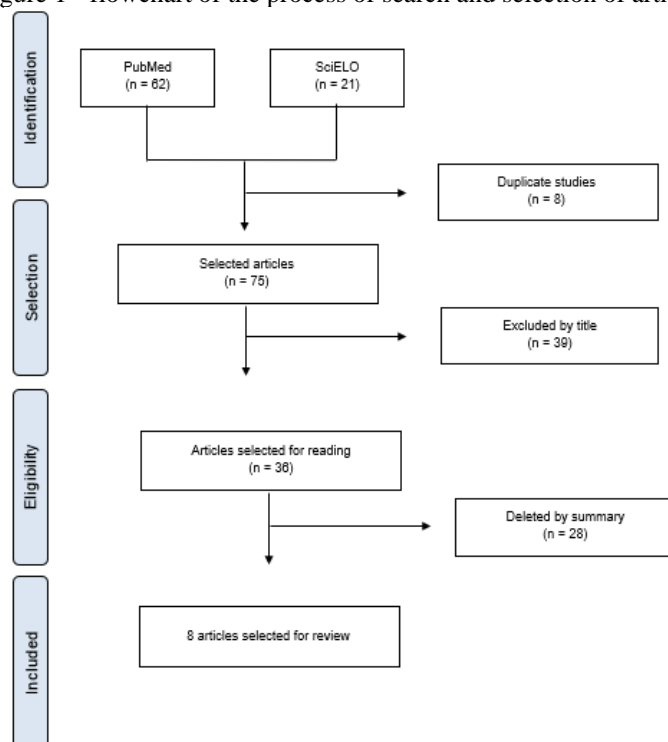 Figure 1 - flowchart of the process of search and selection of arti
Identification
PubMed
(n = 62)
SciELO
(n = 21)
Duplicate studies
(n = 8)
Selection
Selected articles
(n = 75)
Excluded by title
(n = 39)
Eligibility
Articles selected for reading
(n = 36)
Deleted by summary
(n = 28)
Included
8 articles selected for review